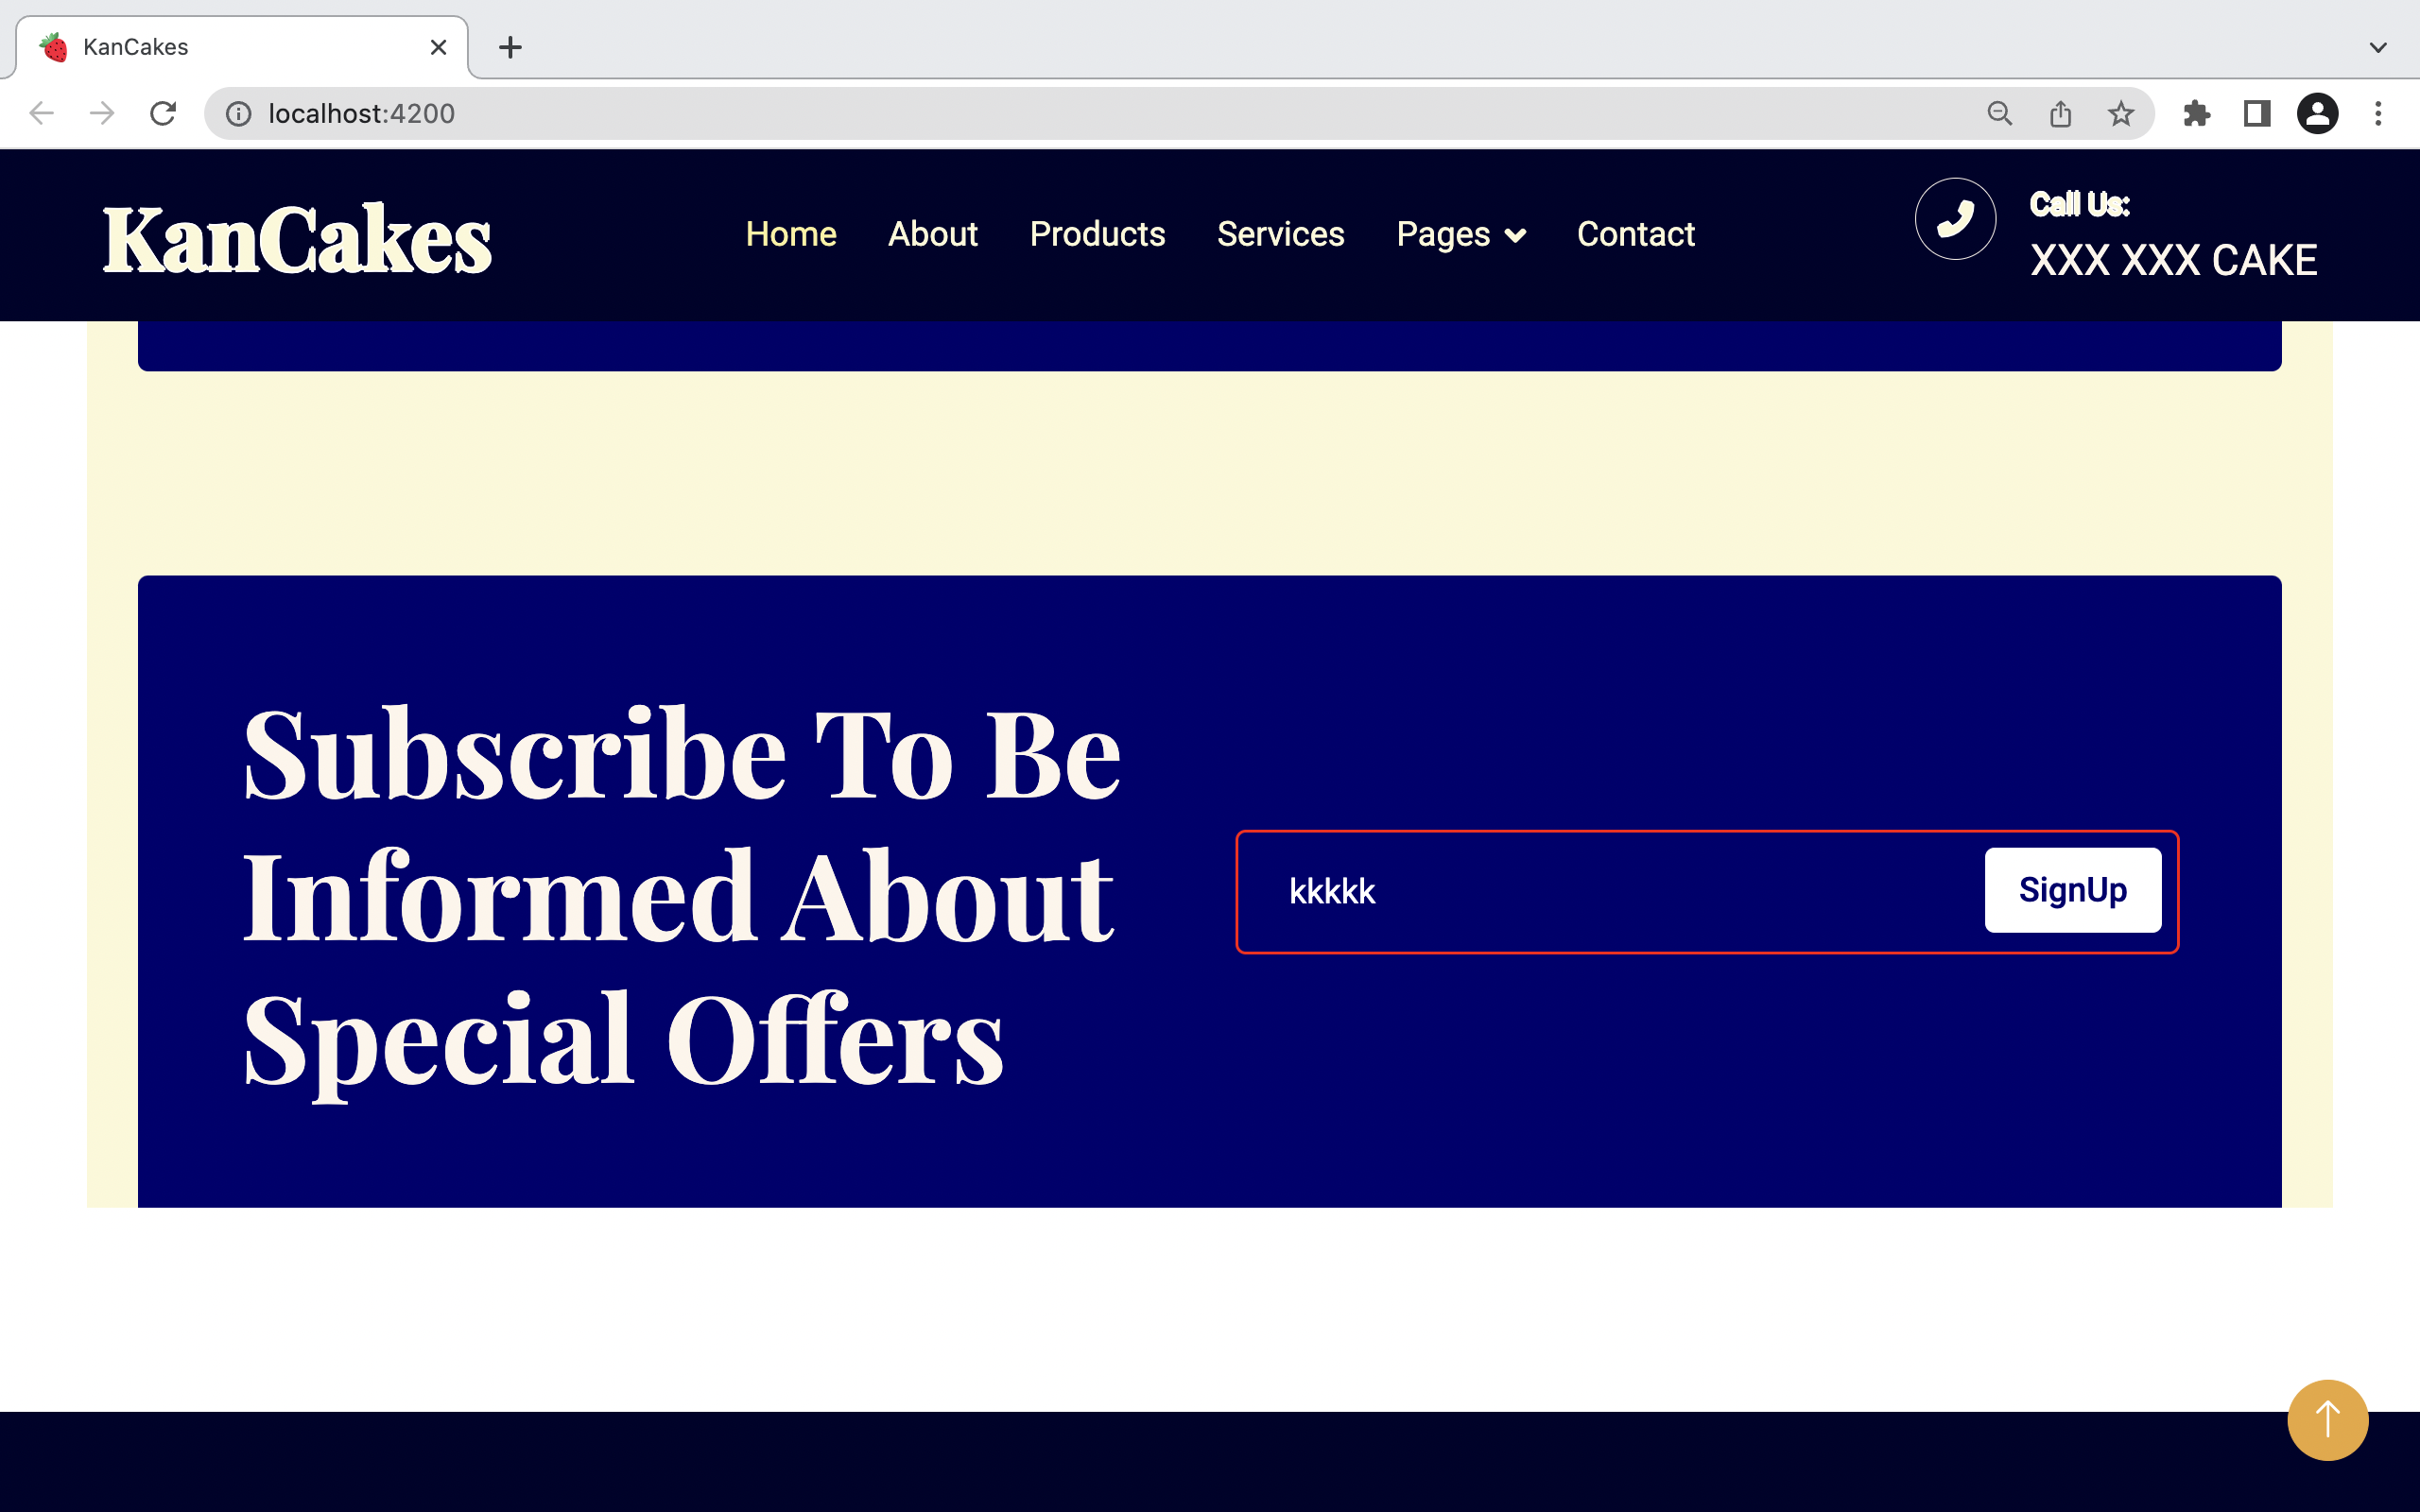 KanCakes
localhost:4200
KanCakes
Home About Products Services Pages Contact
Call Us:
XXX XXX CAKE
Subscribe To Be
Informed About
Special Offers
kkkkk
SignUp